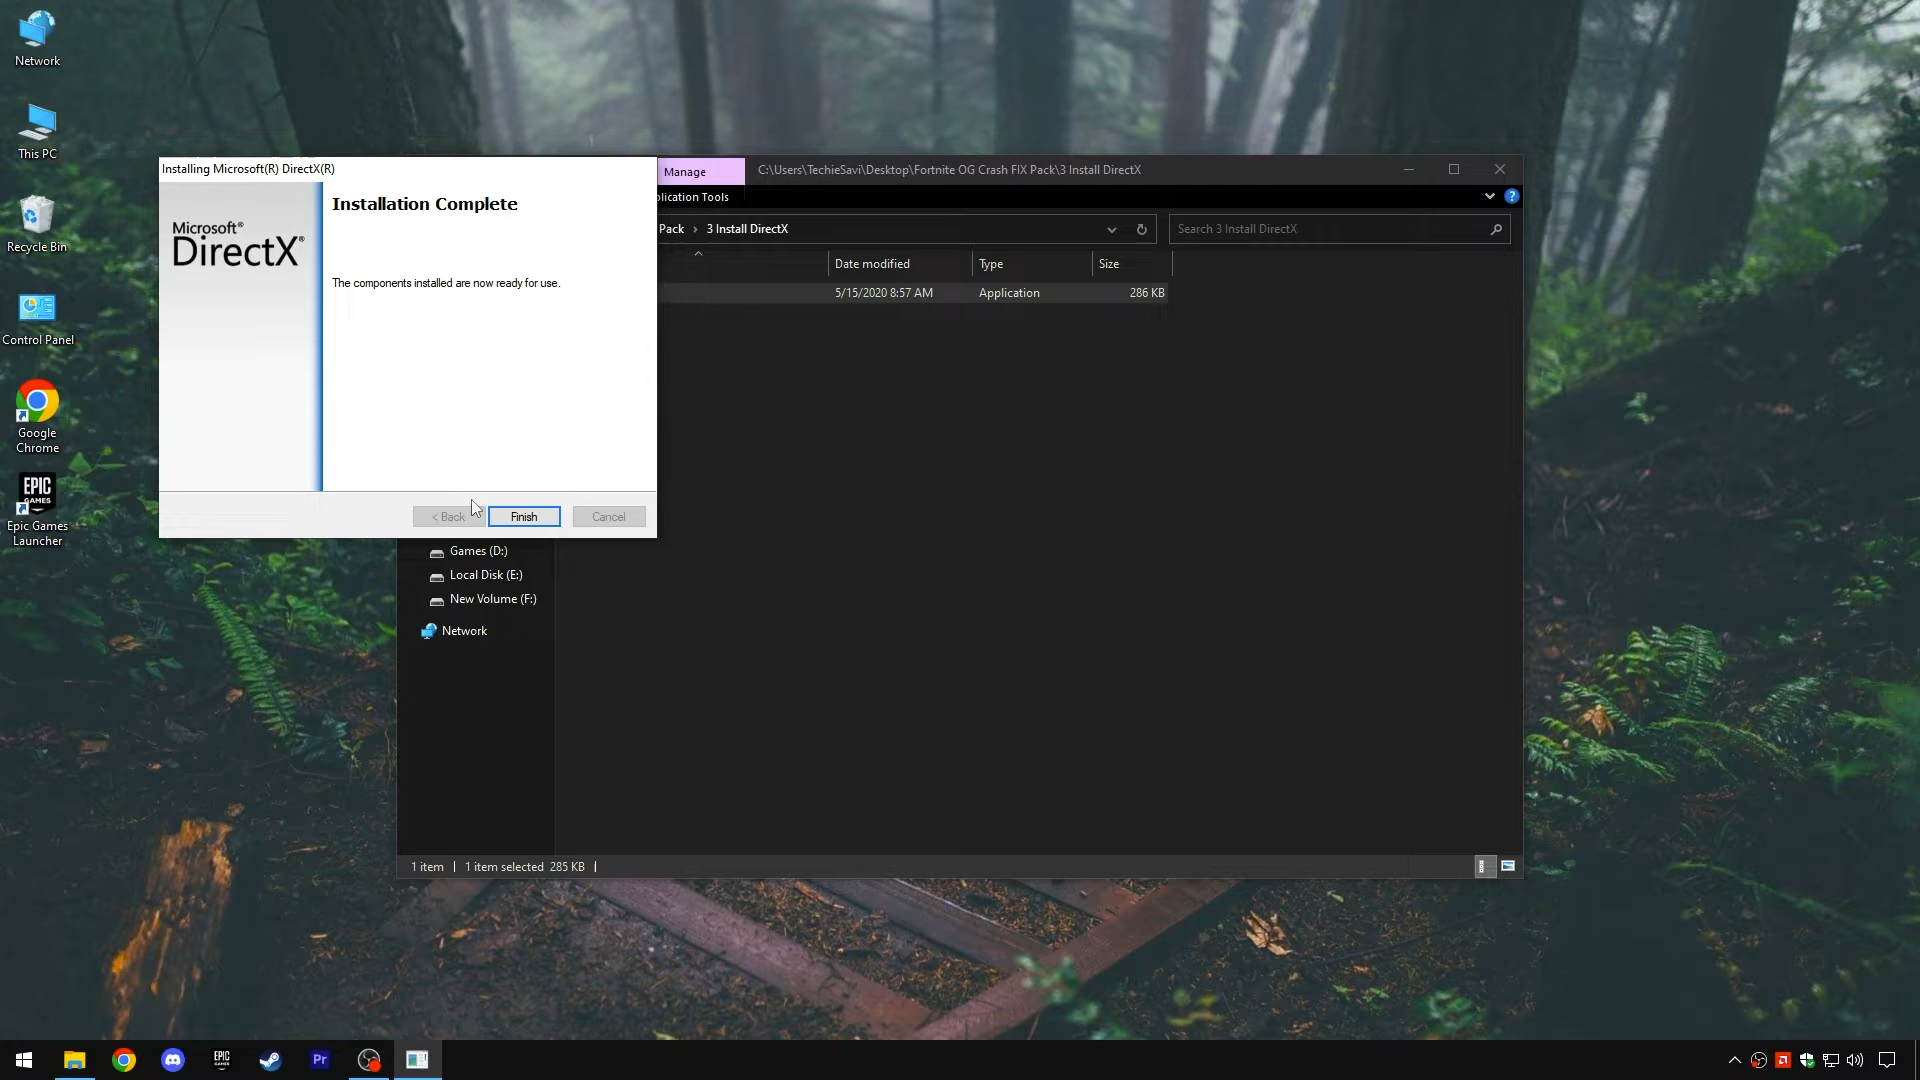 Network
This PC
Recycle Bin
Control Panel
Google
Chrome
EPIC
GAMES
Epic Games
Launcher
Installing Microsoft(R) DirectX(R)
Microsoft®
DirectX®
Installation Complete
The components installed are now ready for use.
< Back
Finish
Cancel
Manage
C:\Users\TechieSavi\Desktop\Fortnite OG Crash FIX Pack\3 Install DirectX
plication Tools
Pack › 3 Install DirectX
Search 3 Install DirectX
Date modified
Type
Size
5/15/2020 8:57 AM
Application
286 KB
Games (D:)
Local Disk (E:)
New Volume (F:)
Network
1 item
1 item selected 285 KB
EPIC
GAMES
Pr